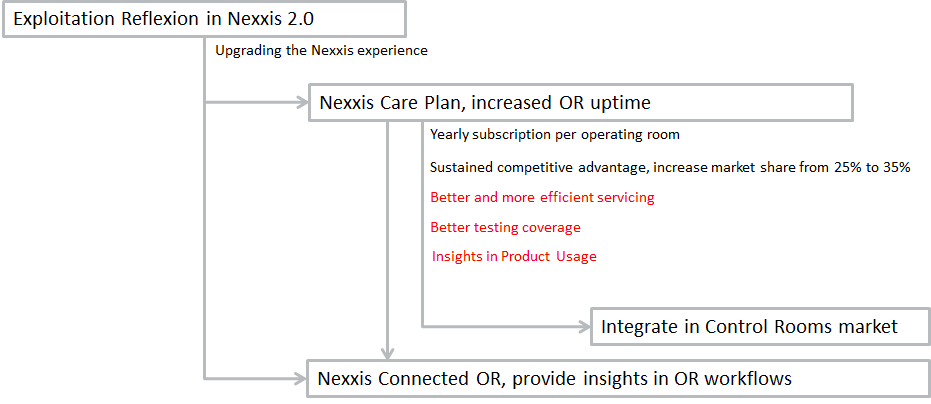 Exploitation Reflexion in Nexxis 2.0
Upgrading the Nexxis experience
Nexxis Care Plan, increased OR uptime
Yearly subscription per operating room
Sustained competitive advantage, increase market share from 25% to 35%
Better and more efficient servicing
Better testing coverage
Insights in Product Usage
Integrate in Control Rooms market
Nexxis Connected OR, provide insights in OR workflows